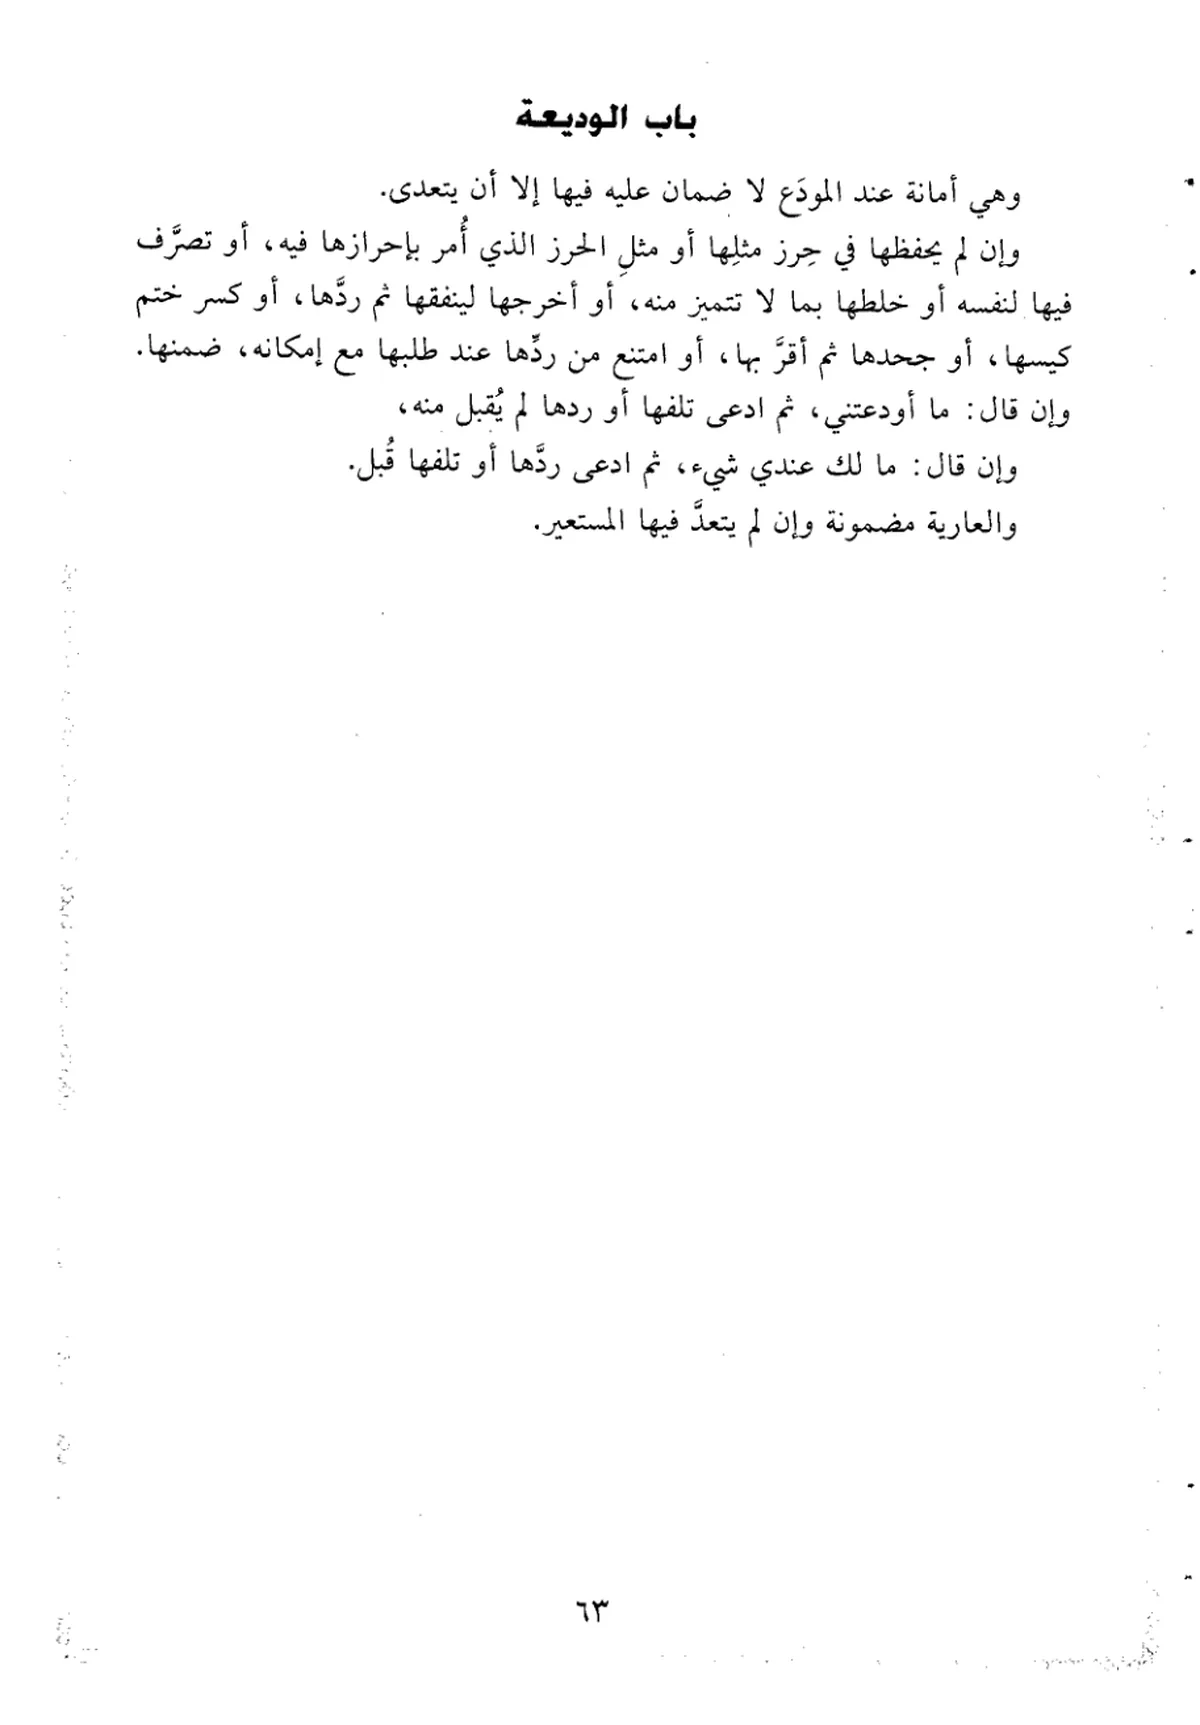 باب الوديعة
وهي أمانة عند المودَع لا ضمان عليه فيها إلا أن يتعدى.
وإن لم يحفظها في حِرز مثلِها أو مثلِ الحرز الذي أُمر بإحرازها فيه، أو تصرَّف
فيها لنفسه أو خلطها بما لا تتميز منه، أو أخرجها لينفقها ثم ردَّها، أو كسر ختم
كيسها، أو جحدها ثم أقرَّ بها، أو امتنع من ردِّها عند طلبها مع إمكانه، ضمنها.
وإن قال: ما أودعتني، ثم ادعى تلفها أو ردها لم يُقبل منه،
وإن قال: ما لك عندي شيء، ثم ادعى ردَّها أو تلفها قُبل.
والعارية مضمونة وإن لم يتعدَّ فيها المستعير.
٦٣